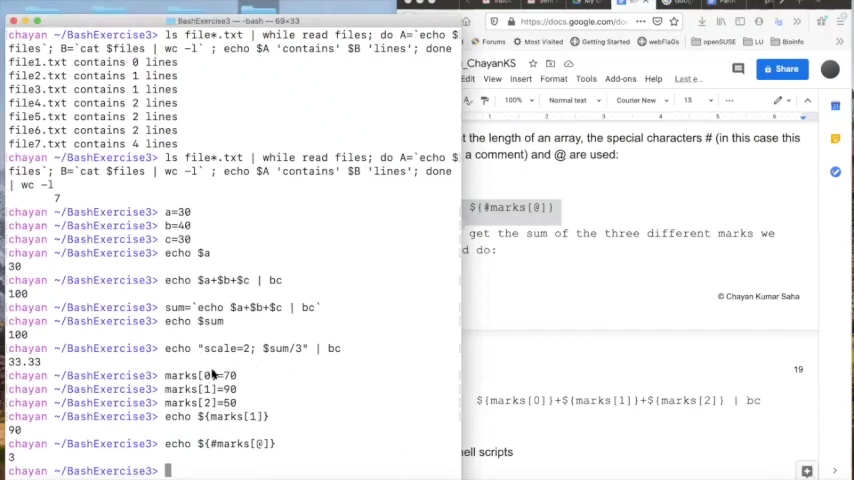 BashExercise3 — -bash — 69×33
chayan ~/BashExercise3> ls file*.txt | while read files; do A=`echo $
files`; B=`cat $files | wc -l` ; echo $A 'contains' $B 'lines'; done
file1.txt contains 0 lines
file2.txt contains 1 lines
file3.txt contains 1 lines
file4.txt contains 2 lines
file5.txt contains 2 lines
file6.txt contains 2 lines
file7.txt contains 4 lines
chayan ~/BashExercise3> ls file*.txt | while read files; do A=`echo $
files`; B=`cat $files | wc -l` ; echo $A 'contains' $B 'lines'; done
| wc -l
7
chayan ~/BashExercise3> a=30
chayan ~/BashExercise3> b=40
chayan ~/BashExercise3> c=30
chayan ~/BashExercise3> echo $a
30
chayan ~/BashExercise3> echo $a+$b+$c | bc
100
chayan ~/BashExercise3> sum=`echo $a+$b+$c | bc`
chayan ~/BashExercise3> echo $sum
100
chayan ~/BashExercise3> echo "scale=2; $sum/3" | bc
33.33
chayan ~/BashExercise3> marks[0]=70
chayan ~/BashExercise3> marks[1]=90
chayan ~/BashExercise3> marks[2]=50
chayan ~/BashExercise3> echo ${marks[1]}
90
chayan ~/BashExercise3> echo ${#marks[@]}
3
chayan ~/BashExercise3>
https://docs.google.com/
Forums Most Visited Getting Started webFlags openSUSE LU Bioinfo
_ChayanKS
Edit View Insert Format Tools Add-ons Help Last e...
Share
100% Normal text Courier New 15
1 2 3 4 5 6
t the length of an array, the special characters # (in this case this
a comment) and @ are used:
${#marks[@]}
get the sum of the three different marks we
d do:
© Chayan Kumar Saha
19
${marks[0]}+${marks[1]}+${marks[2]} | bc
ell scripts